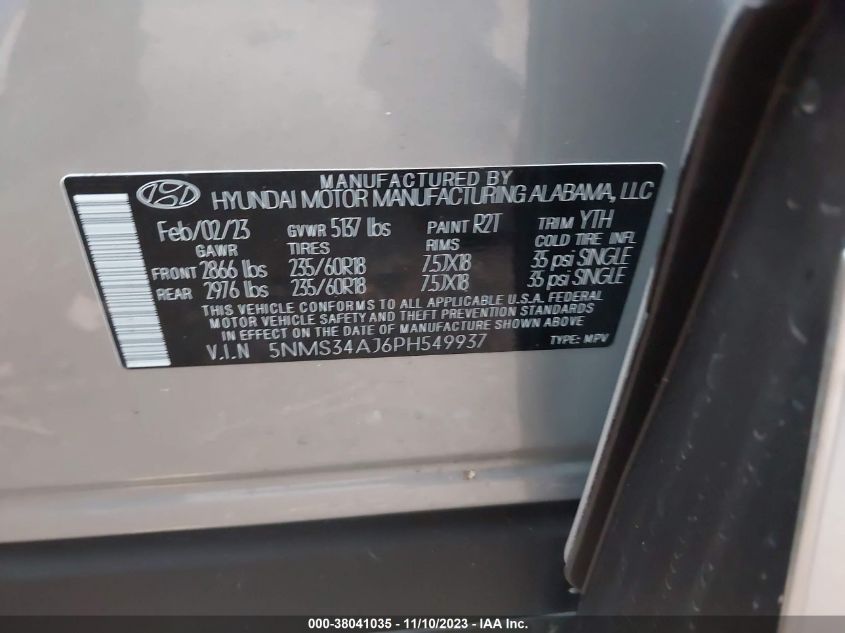 MANUFACTURED BY
HYUNDAI MOTOR MANUFACTURING ALABAMA, LLC
Feb/02/23 GVWR 5137 lbs PAINT R2T TRIM YTH
GAWR TIRES RIMS COLD TIRE INFL
FRONT 2866 lbs 235/60R18 7.5JX18 35 psi SINGLE
REAR 2976 lbs 235/60R18 7.5JX18 35 psi SINGLE
THIS VEHICLE CONFORMS TO ALL APPLICABLE U.S.A. FEDERAL
MOTOR VEHICLE SAFETY AND THEFT PREVENTION STANDARDS
IN EFFECT ON THE DATE OF MANUFACTURE SHOWN ABOVE.
V.I.N 5NMS34AJ6PH549937 TYPE: MPV
000-38041035 - 11/10/2023 - IAA Inc.